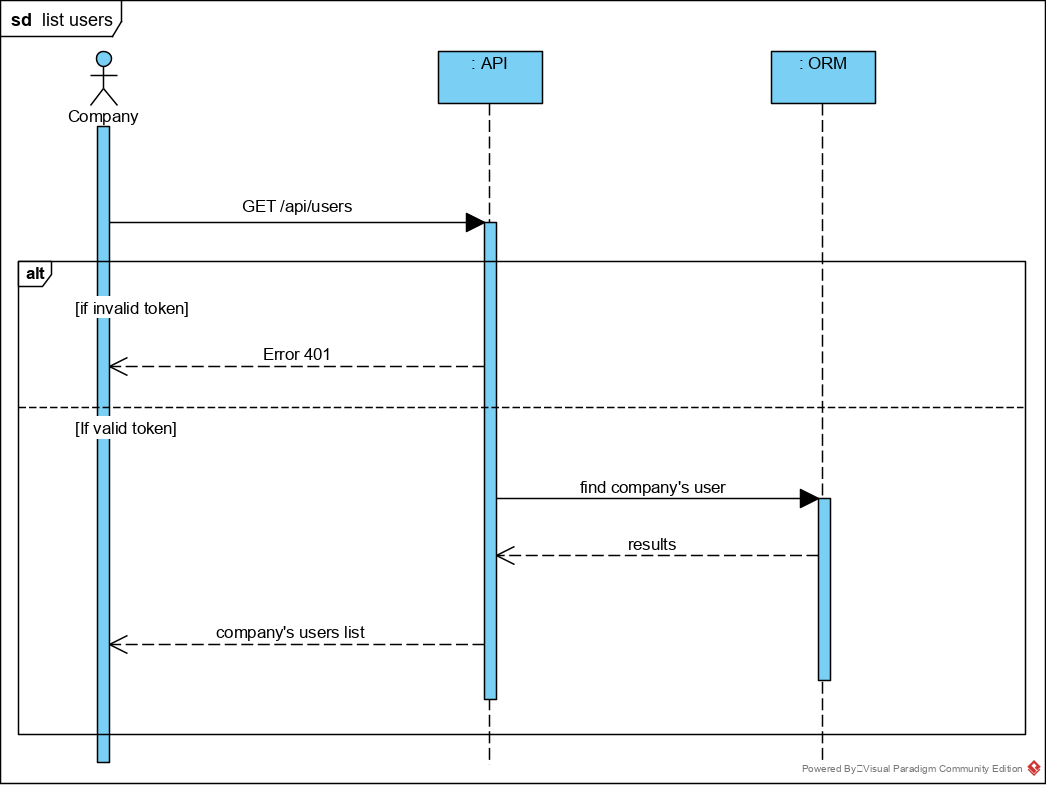 sd list users
Company
: API
: ORM
GET /api/users
alt
[if invalid token]
Error 401
[If valid token]
find company's user
results
company's users list
Powered By Visual Paradigm Community Edition